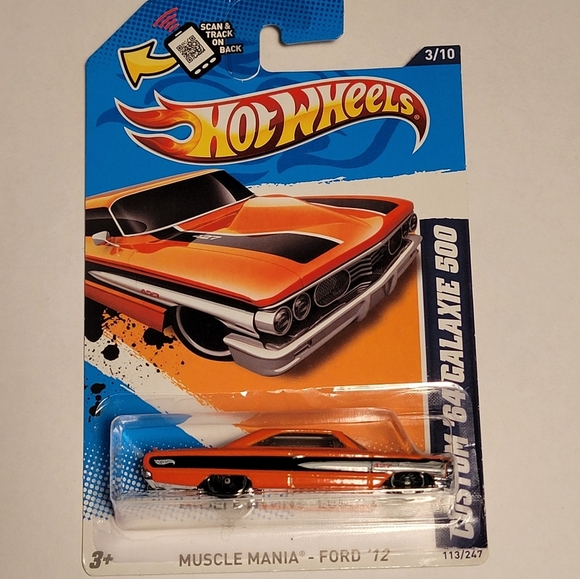 SCAN &
TRACK
ON
BACK
3/10
HOT WHEELS®
CUSTOM '64 GALAXIE 500
427
3+
MUSCLE MANIA® - FORD '12
113/247